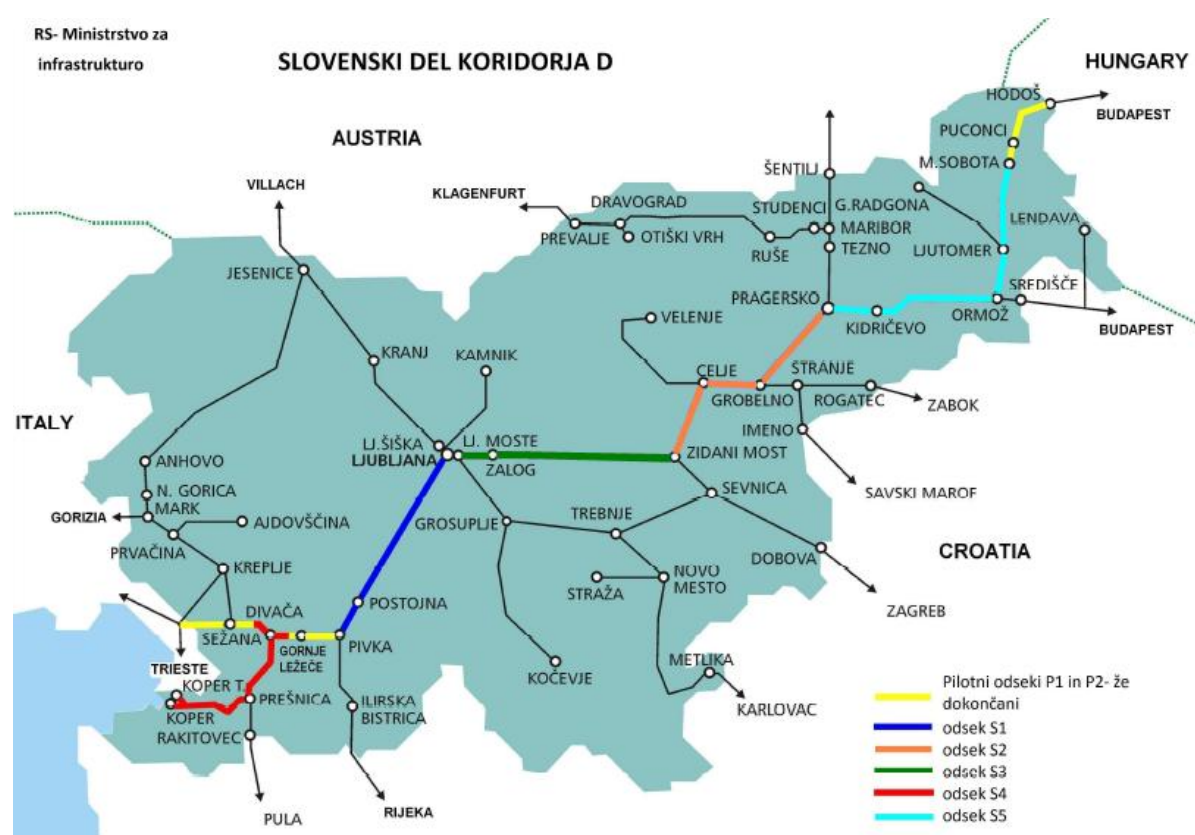 RS- Ministrstvo za
infrastrukturo
SLOVENSKI DEL KORIDORJA D
HUNGARY
HODOŠ
BUDAPEST
AUSTRIA
PUCONCI
M.SOBOTA
VILLACH
KLAGENFURT
ŠENTILJ
DRAVOGRAD
STUDENCI
G.RADGONA
LENDAVA
PREVALJE
OTIŠKI VRH
RUŠE
MARIBOR
TEZNO
LJUTOMER
JESENICE
PRAGERSKO
SREDIŠČE
VELENJE
KIDRIČEVO
ORMOŽ
BUDAPEST
KRANJ
KAMNIK
CELJE
STRANJE
GROBELNO
ROGATEC
ZABOK
ITALY
IMENO
LJ.ŠIŠKA
LJ. MOSTE
LJUBLJANA
ZALOG
ZIDANI MOST
ANHOVO
N. GORICA
MARK
SEVNICA
SAVSKI MAROF
GORIZIA
AJDOVŠČINA
GROSUPLJE
TREBNJE
PRVAČINA
DOBOVA
CROATIA
KREPLJE
STRAŽA
NOVO
MESTO
ZAGREB
POSTOJNA
DIVAČA
SEŽANA
GORNJE
LEŽEČE
PIVKA
TRIESTE
KOČEVJE
METLIKA
KOPER T.
PREŠNICA
KOPER
RAKITOVEC
ILIRSKA
BISTRICA
KARLOVAC
PULA
RIJEKA
Pilotni odseki P1 in P2- že
dokončani
odsek S1
odsek S2
odsek S3
odsek S4
odsek S5